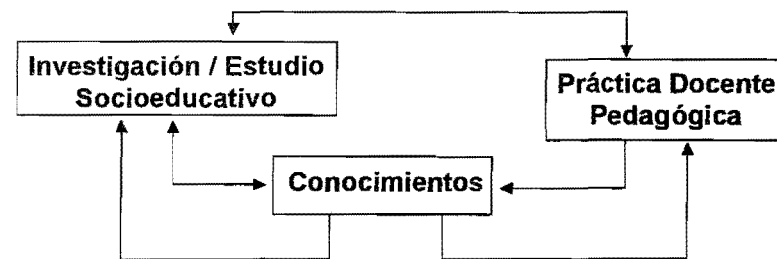 Investigación / Estudio
Socioeducativo
Práctica Docente
Pedagógica
Conocimientos